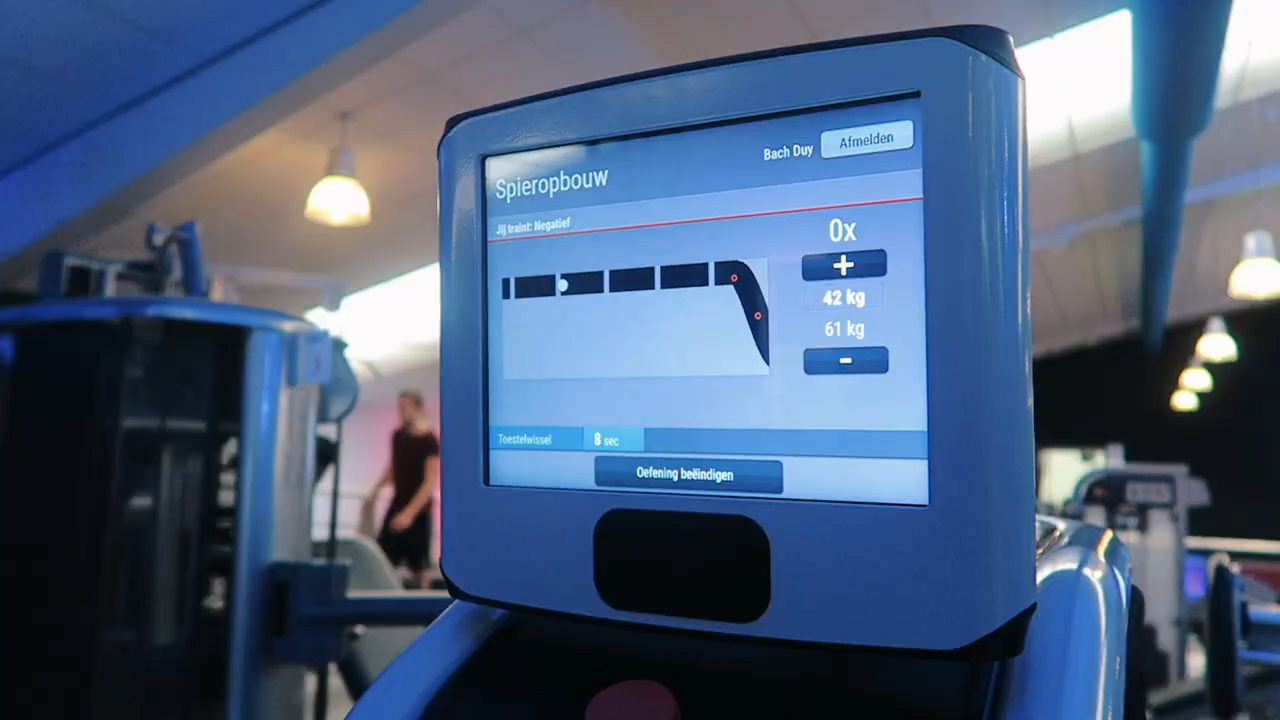 Bach Duy
Afmelden
Spieropbouw
Jij traint: Negatief
0x
+
42 kg
61 kg
-
Toestelwissel
8 sec
Oefening beëindigen